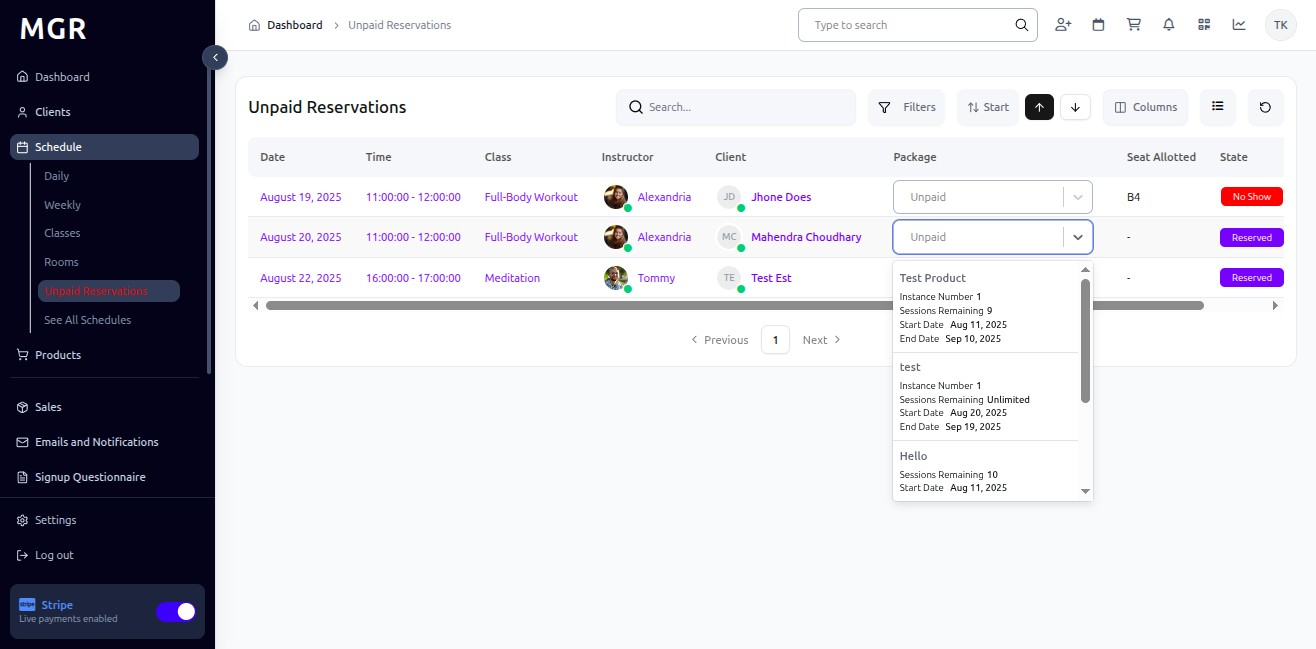 MGR
Dashboard
Clients
Schedule
Daily
Weekly
Classes
Rooms
Unpaid Reservations
See All Schedules
Products
Sales
Emails and Notifications
Signup Questionnaire
Settings
Log out
stripe Stripe
Live payments enabled
Dashboard > Unpaid Reservations
Type to search
TK
Unpaid Reservations
Search...
Filters
Start
Columns
Date Time Class Instructor Client Package Seat Allotted State
August 19, 2025 11:00:00 - 12:00:00 Full-Body Workout Alexandria JD Jhone Does Unpaid B4 No Show
August 20, 2025 11:00:00 - 12:00:00 Full-Body Workout Alexandria MC Mahendra Choudhary Unpaid - Reserved
August 22, 2025 16:00:00 - 17:00:00 Meditation Tommy TE Test Est - Reserved
Test Product
Instance Number 1
Sessions Remaining 9
Start Date Aug 11, 2025
End Date Sep 10, 2025
test
Instance Number 1
Sessions Remaining Unlimited
Start Date Aug 20, 2025
End Date Sep 19, 2025
Hello
Sessions Remaining 10
Start Date Aug 11, 2025
Previous 1 Next